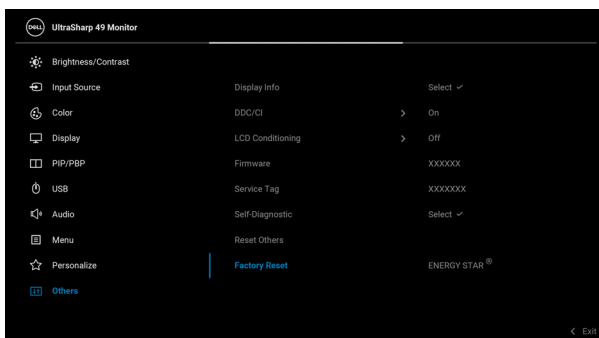 DELL UltraSharp 49 Monitor
Brightness/Contrast
Input Source Display Info Select ✓
Color DDC/CI > On
Display LCD Conditioning > Off
PIP/PBP Firmware XXXXXX
USB Service Tag XXXXXXX
Audio Self-Diagnostic Select ✓
Menu Reset Others
Personalize Factory Reset ENERGY STAR ®
Others
< Exit